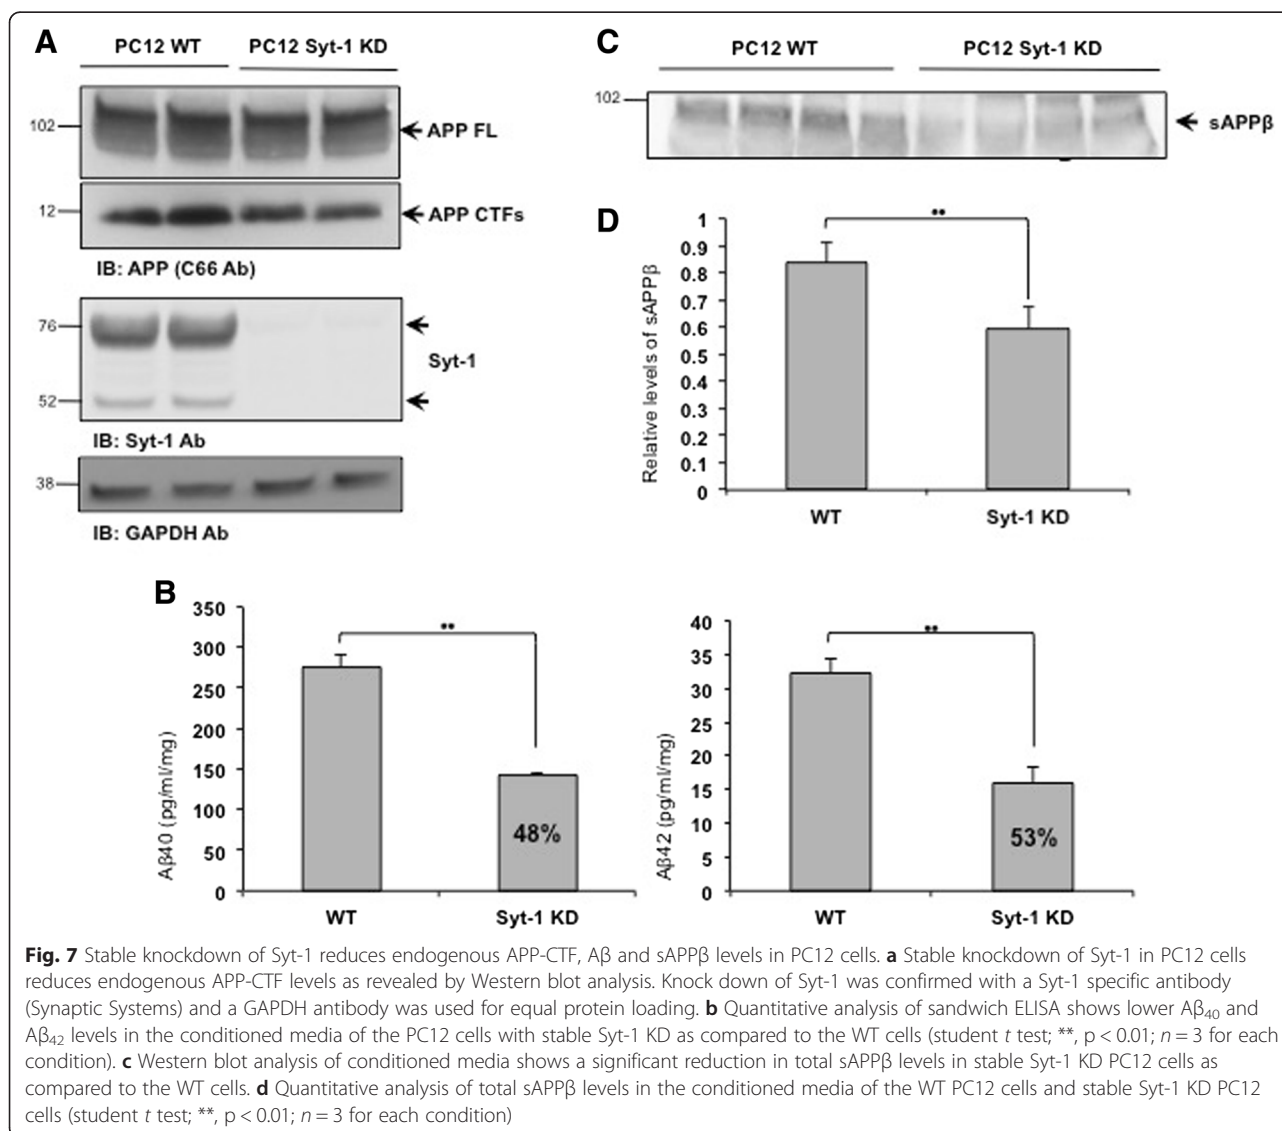 A
PC12 WT PC12 Syt-1 KD
102
APP FL
12
APP CTFs
IB: APP (C66 Ab)
76
Syt-1
52
IB: Syt-1 Ab
38
IB: GAPDH Ab
C
PC12 WT PC12 Syt-1 KD
102
sAPPβ
D
Relative levels of sAPPβ
1
0.9
0.8
0.7
0.6
0.5
0.4
0.3
0.2
0.1
0
**
WT Syt-1 KD
B
Aβ40 (pg/ml/mg)
350
300
250
200
150
100
50
0
**
48%
WT Syt-1 KD
Aβ42 (pg/ml/mg)
40
35
30
25
20
15
10
5
0
**
53%
WT Syt-1 KD
Fig. 7 Stable knockdown of Syt-1 reduces endogenous APP-CTF, Aβ and sAPPβ levels in PC12 cells. a Stable knockdown of Syt-1 in PC12 cells
reduces endogenous APP-CTF levels as revealed by Western blot analysis. Knock down of Syt-1 was confirmed with a Syt-1 specific antibody
(Synaptic Systems) and a GAPDH antibody was used for equal protein loading. b Quantitative analysis of sandwich ELISA shows lower Aβ40 and
Aβ42 levels in the conditioned media of the PC12 cells with stable Syt-1 KD as compared to the WT cells (student t test; **, p < 0.01; n = 3 for each
condition). c Western blot analysis of conditioned media shows a significant reduction in total sAPPβ levels in stable Syt-1 KD PC12 cells as
compared to the WT cells. d Quantitative analysis of total sAPPβ levels in the conditioned media of the WT PC12 cells and stable Syt-1 KD PC12
cells (student t test; **, p < 0.01; n = 3 for each condition)